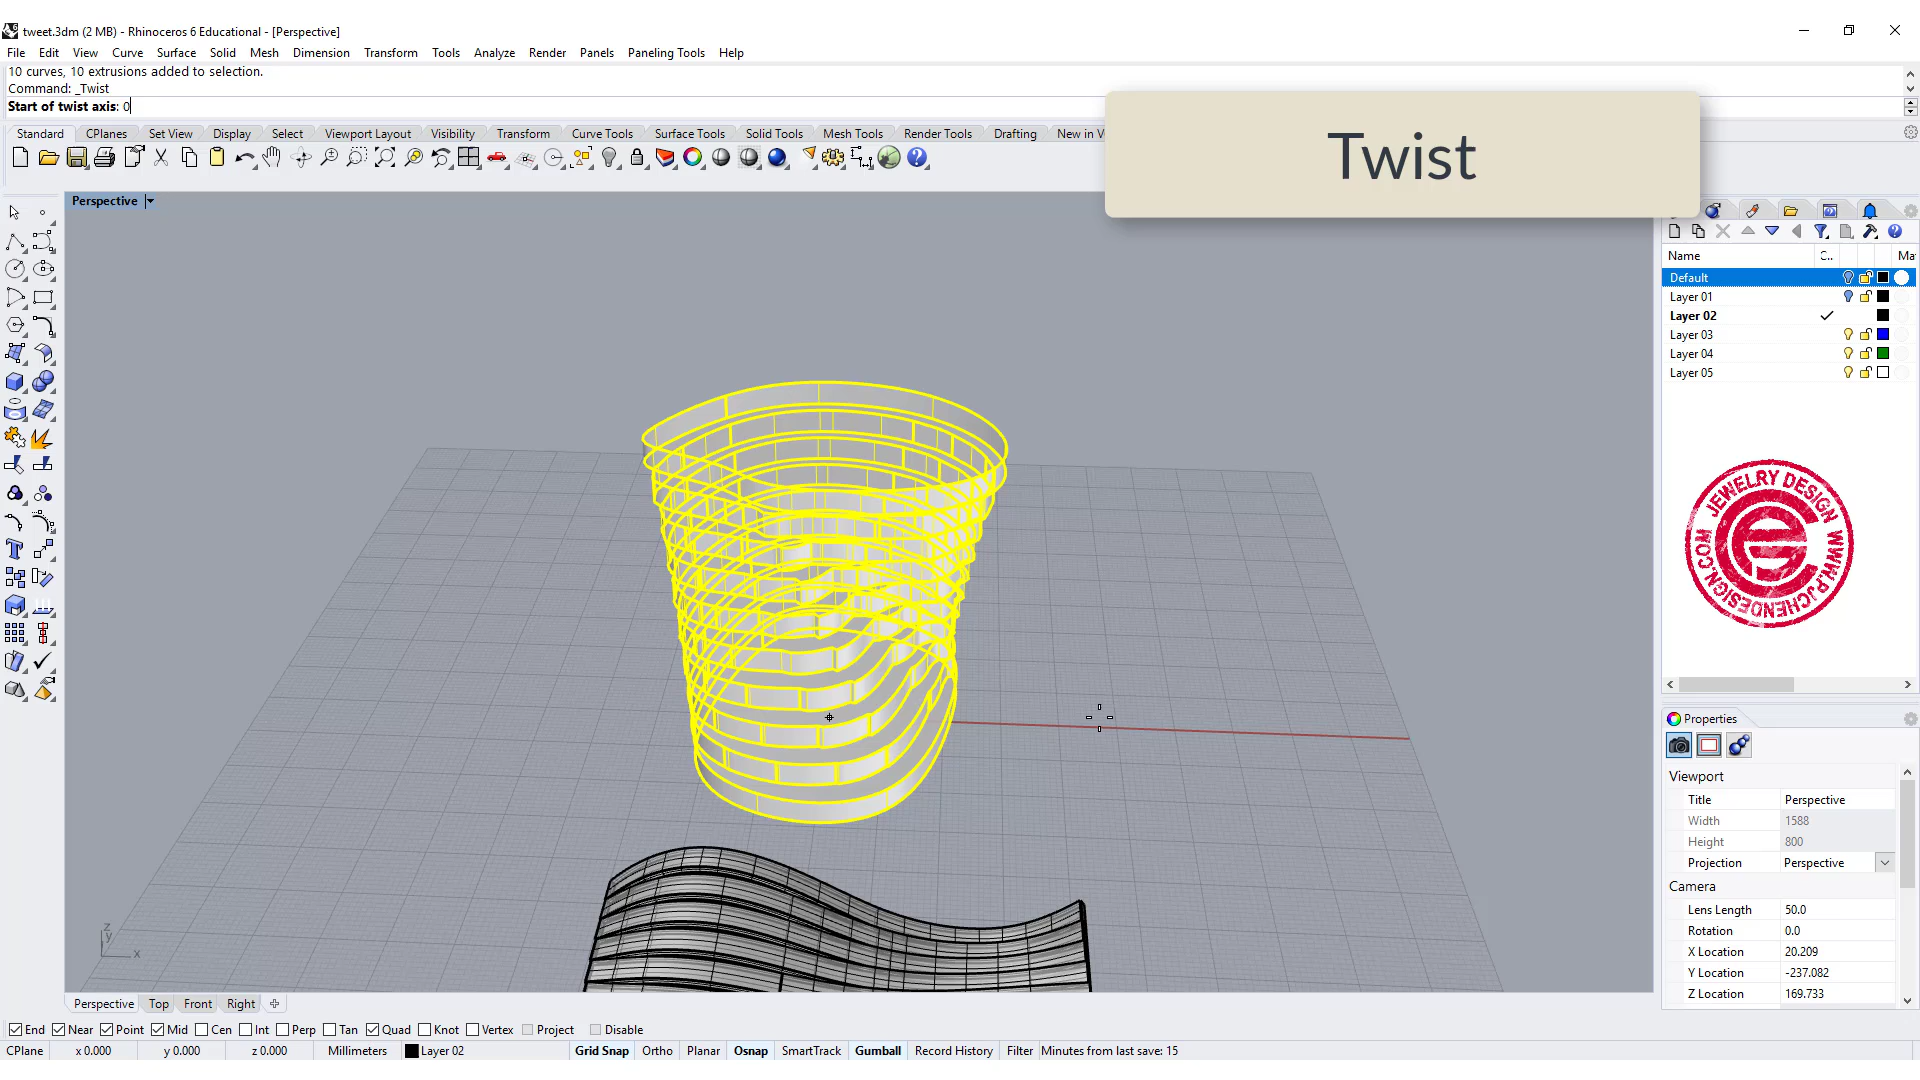 tweet.3dm (2 MB) - Rhinoceros 6 Educational - [Perspective]
File Edit View Curve Surface Solid Mesh Dimension Transform Tools Analyze Render Panels Paneling Tools Help
10 curves, 10 extrusions added to selection.
Command: _Twist
Start of twist axis: 0
Standard CPlanes Set View Display Select Viewport Layout Visibility Transform Curve Tools Surface Tools Solid Tools Mesh Tools Render Tools Drafting New in V
Twist
Perspective
Name C.. Ma
Default
Layer 01
Layer 02
Layer 03
Layer 04
Layer 05
JEWELRY DESIGN WWW.PJCHENDESIGN.COM
Properties
Viewport
Title Perspective
Width 1588
Height 800
Projection Perspective
Camera
Lens Length 50.0
Rotation 0.0
X Location 20.209
Y Location -237.082
Z Location 169.733
z
y
x
Perspective Top Front Right
End Near Point Mid Cen Int Perp Tan Quad Knot Vertex Project Disable
CPlane x 0.000 y 0.000 z 0.000 Millimeters Layer 02 Grid Snap Ortho Planar Osnap SmartTrack Gumball Record History Filter Minutes from last save: 15